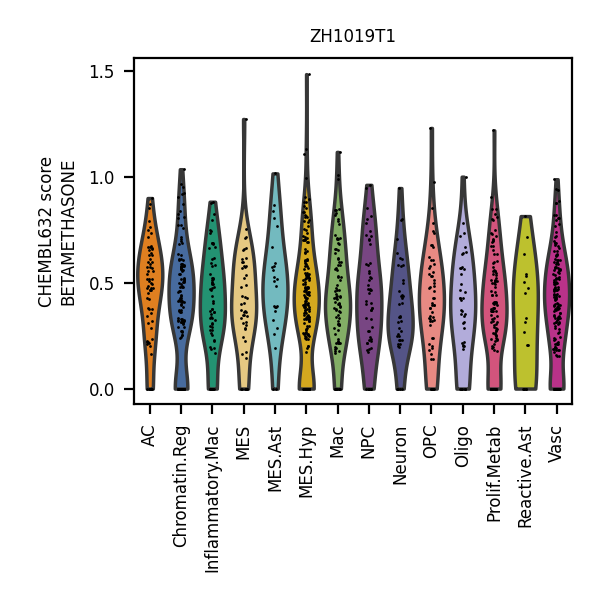 ZH1019T1
CHEMBL632 score
BETAMETHASONE
1.5
1.0
0.5
0.0
AC
Chromatin.Reg
Inflammatory.Mac
MES
MES.Ast
MES.Hyp
Mac
NPC
Neuron
OPC
Oligo
Prolif.Metab
Reactive.Ast
Vasc